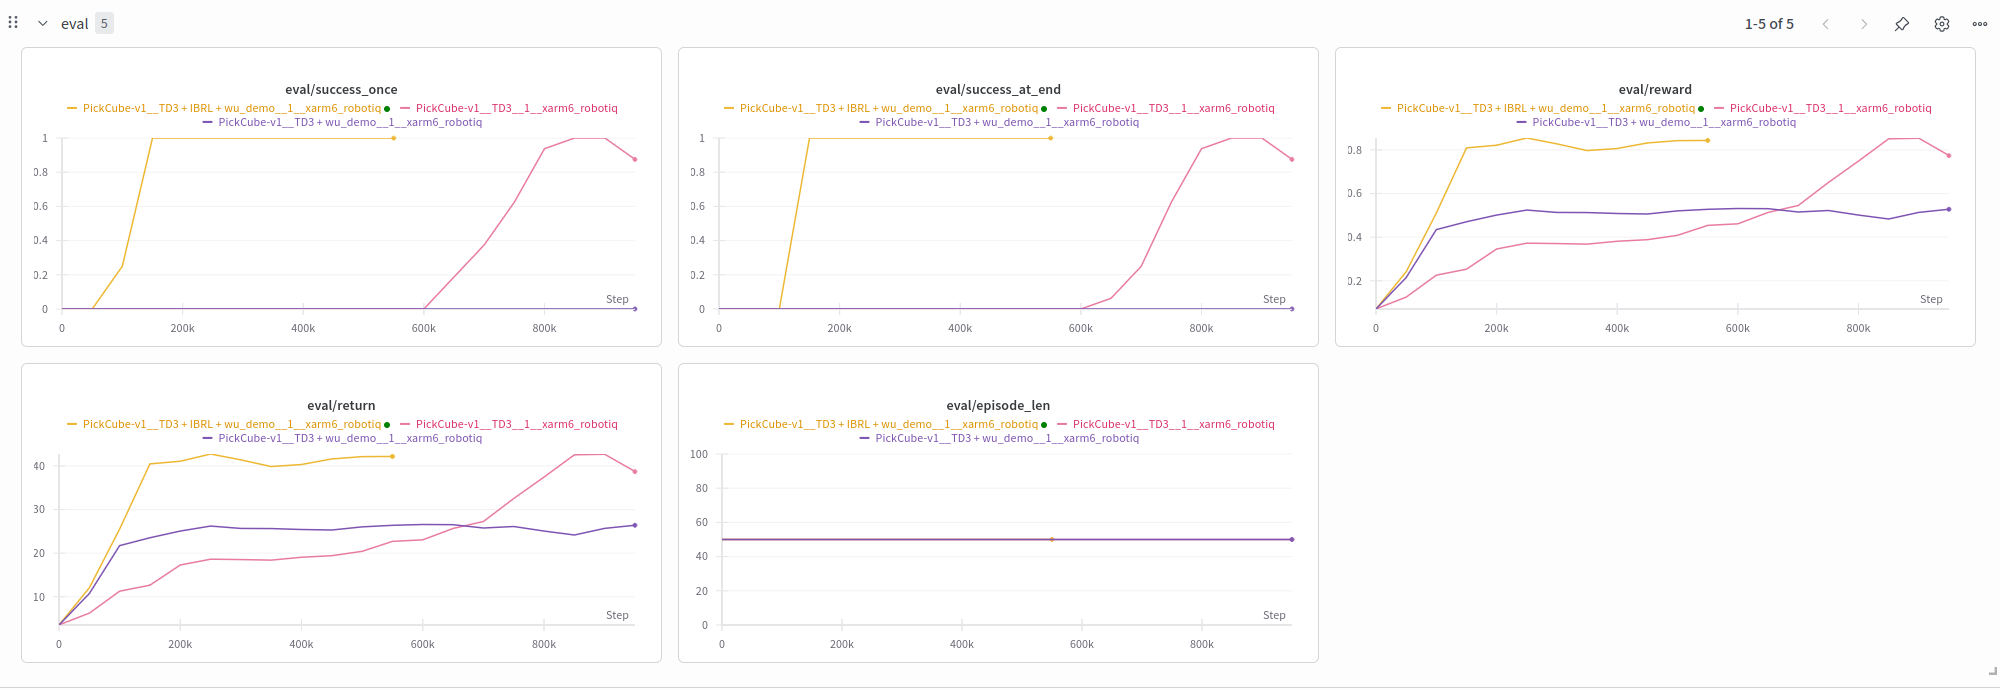 eval 5
1-5 of 5
eval/success_once
PickCube-v1__TD3 + IBRL + wu_demo__1__xarm6_robotiq PickCube-v1__TD3__1__xarm6_robotiq
PickCube-v1__TD3 + wu_demo__1__xarm6_robotiq
1
0.8
0.6
0.4
0.2
0
Step
0 200k 400k 600k 800k
eval/success_at_end
PickCube-v1__TD3 + IBRL + wu_demo__1__xarm6_robotiq PickCube-v1__TD3__1__xarm6_robotiq
PickCube-v1__TD3 + wu_demo__1__xarm6_robotiq
1
0.8
0.6
0.4
0.2
0
Step
0 200k 400k 600k 800k
eval/reward
PickCube-v1__TD3 + IBRL + wu_demo__1__xarm6_robotiq PickCube-v1__TD3__1__xarm6_robotiq
PickCube-v1__TD3 + wu_demo__1__xarm6_robotiq
0.8
0.6
0.4
0.2
Step
0 200k 400k 600k 800k
eval/return
PickCube-v1__TD3 + IBRL + wu_demo__1__xarm6_robotiq PickCube-v1__TD3__1__xarm6_robotiq
PickCube-v1__TD3 + wu_demo__1__xarm6_robotiq
40
30
20
10
Step
0 200k 400k 600k 800k
eval/episode_len
PickCube-v1__TD3 + IBRL + wu_demo__1__xarm6_robotiq PickCube-v1__TD3__1__xarm6_robotiq
PickCube-v1__TD3 + wu_demo__1__xarm6_robotiq
100
80
60
40
20
0
Step
0 200k 400k 600k 800k